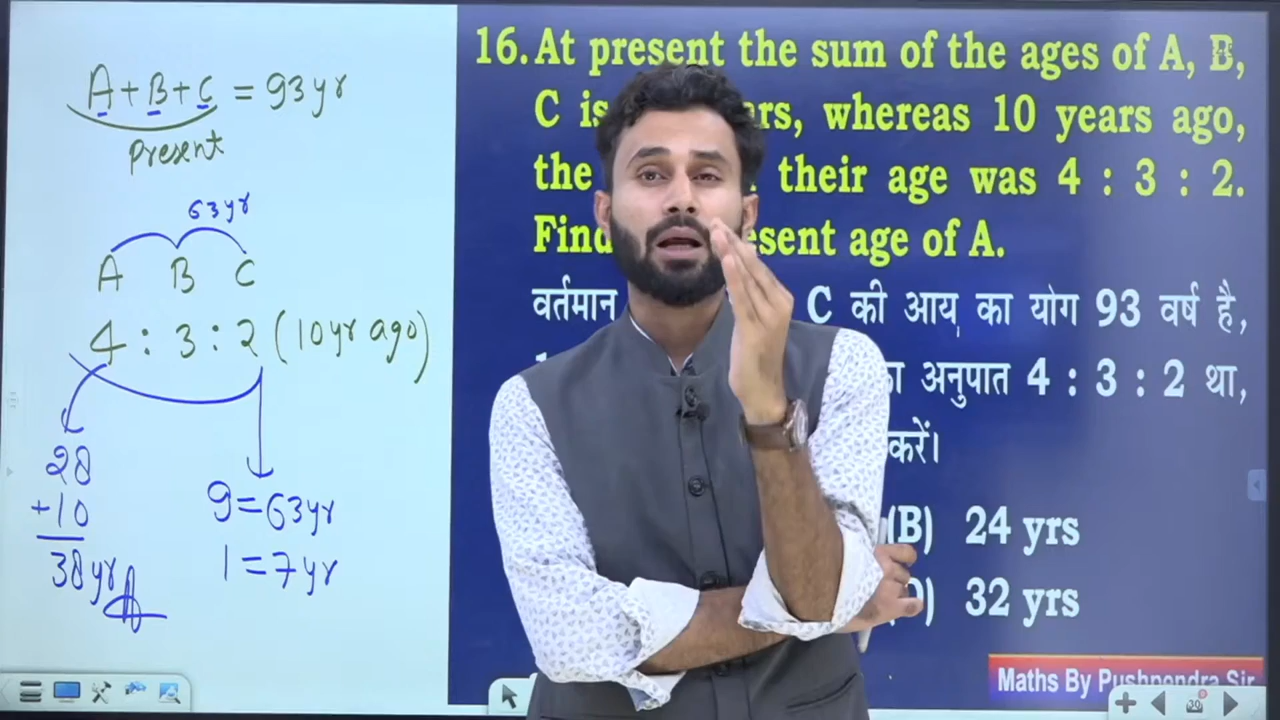 A+B+C = 93yr
Present
63yr
A B C
4 : 3 : 2 (10yr ago)
28
+10
38yr
9=63yr
1=7yr
16. At present the sum of the ages of A, B,
C is whereas 10 years ago,
the their age was 4 : 3 : 2.
Find age of A.
वर्तमान C की आयु का योग 93 वर्ष है,
अनुपात 4 : 3 : 2 था,
करें।
(B) 24 yrs
32 yrs
Maths By Pushpendra Sir
30